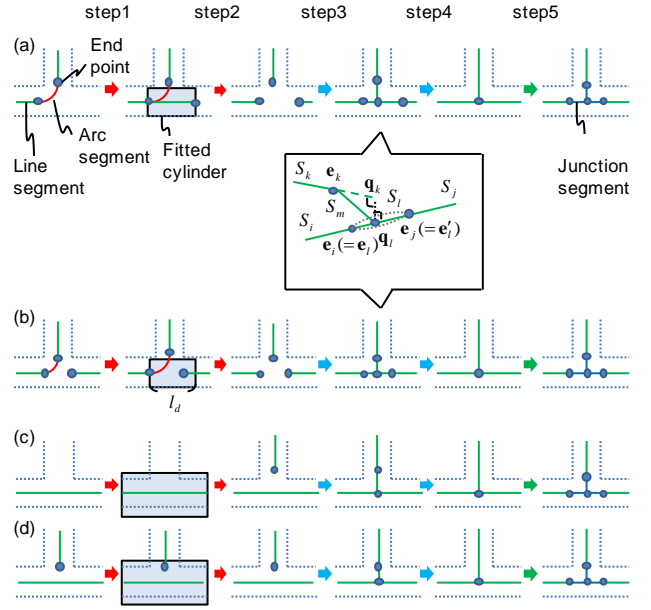 step1 step2 step3 step4 step5
(a)
End
point
Arc
segment
Line
segment
Fitted
cylinder
Junction
segment
S_k e_k q_k S_l S_j
S_m
S_i
e_i(=e_l) q_l e_j(=e'_l)
(b)
l_d
(c)
(d)